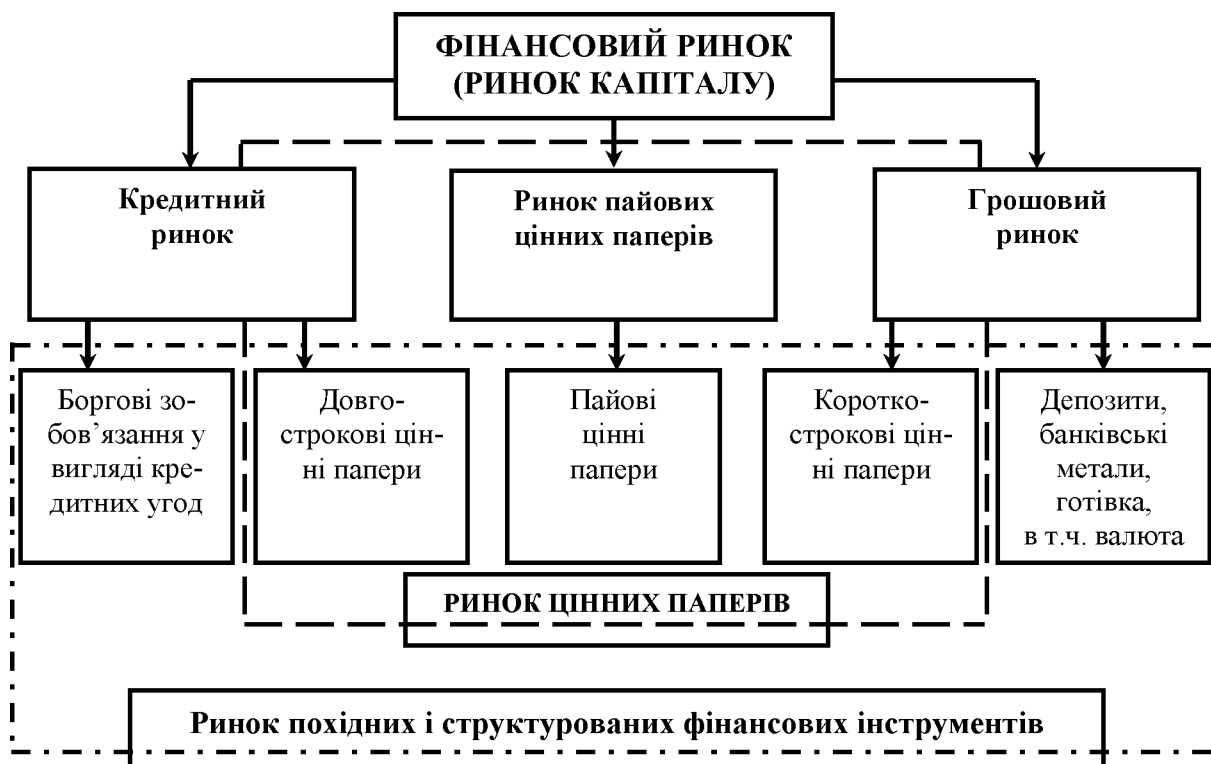 ФІНАНСОВИЙ РИНОК
(РИНОК КАПІТАЛУ)
Кредитний
ринок
Ринок пайових
цінних паперів
Грошовий
ринок
Боргові зо-
бов’язання у
вигляді кре-
дитних угод
Довго-
строкові цін-
ні папери
Пайові
цінні
папери
Коротко-
строкові цін-
ні папери
Депозити,
банківські
метали,
готівка,
в т.ч. валюта
РИНОК ЦІННИХ ПАПЕРІВ
Ринок похідних і структурованих фінансових інструментів